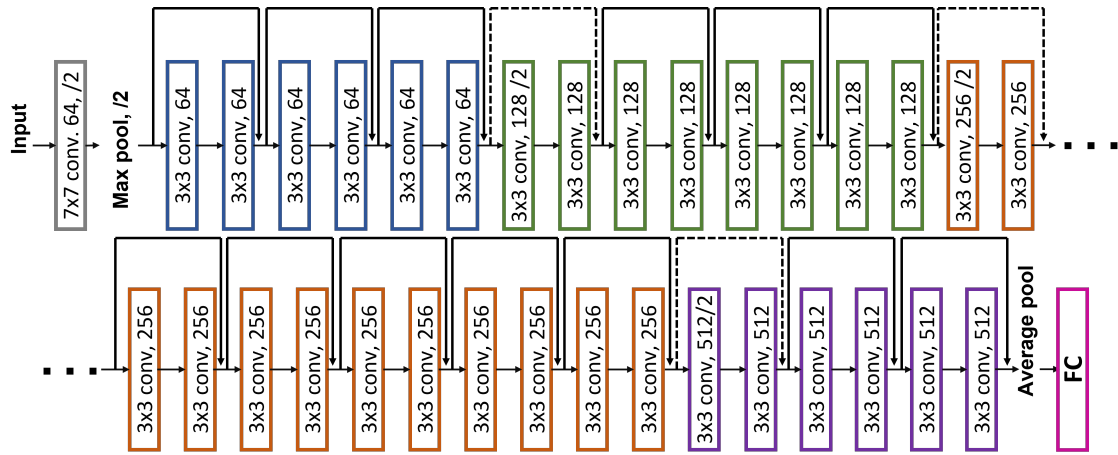 Input
7x7 conv. 64, /2
Max pool, /2
3x3 conv, 64
3x3 conv, 64
3x3 conv, 64
3x3 conv, 64
3x3 conv, 64
3x3 conv, 64
3x3 conv, 128 /2
3x3 conv, 128
3x3 conv, 128
3x3 conv, 128
3x3 conv, 128
3x3 conv, 128
3x3 conv, 128
3x3 conv, 128
3x3 conv, 256 /2
3x3 conv, 256
3x3 conv, 256
3x3 conv, 256
3x3 conv, 256
3x3 conv, 256
3x3 conv, 256
3x3 conv, 256
3x3 conv, 256
3x3 conv, 256
3x3 conv, 256
3x3 conv, 256
3x3 conv, 512/2
3x3 conv, 512
3x3 conv, 512
3x3 conv, 512
3x3 conv, 512
3x3 conv, 512
Average pool
FC